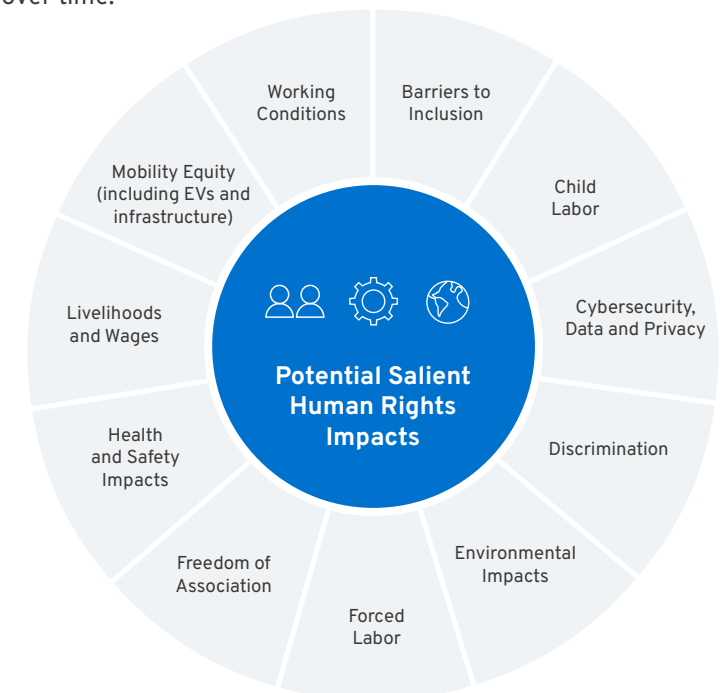 over time.
Working
Conditions
Barriers to
Inclusion
Child
Labor
Cybersecurity,
Data and Privacy
Discrimination
Environmental
Impacts
Forced
Labor
Freedom of
Association
Health
and Safety
Impacts
Livelihoods
and Wages
Mobility Equity
(including EVs and
infrastructure)
Potential Salient
Human Rights
Impacts